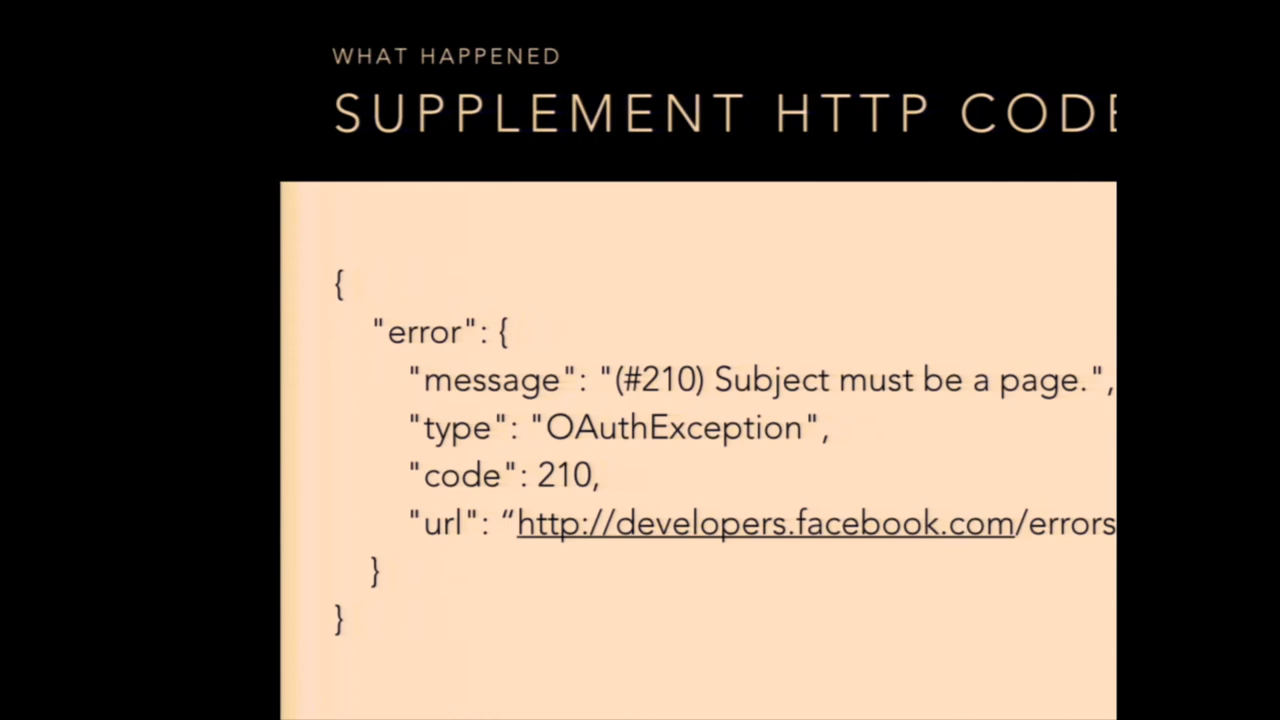 WHAT HAPPENED
SUPPLEMENT HTTP CODE
{
"error": {
"message": "(#210) Subject must be a page.",
"type": "OAuthException",
"code": 210,
"url": “http://developers.facebook.com/errors
}
}